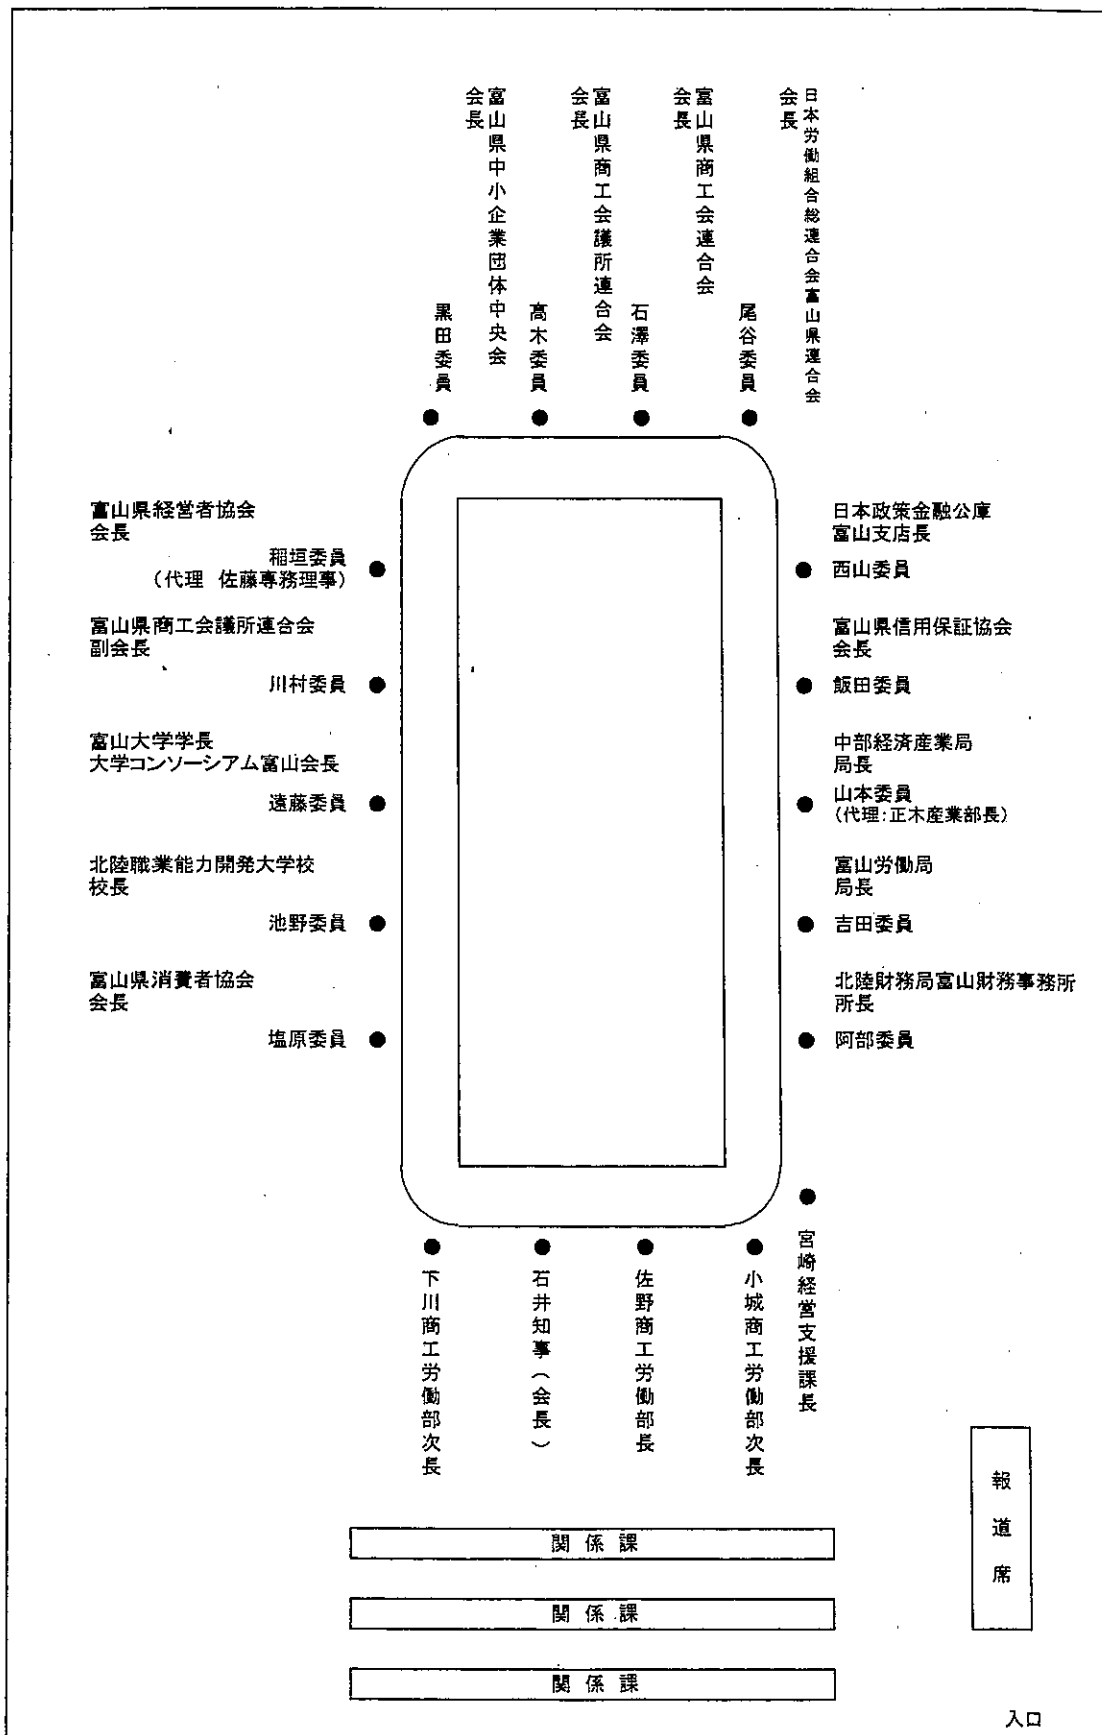 日本労働組合総連合会富山県連合会
会長
尾谷委員
富山県商工会連合会
会長
石澤委員
富山県商工会議所連合会
会長
高木委員
富山県中小企業団体中央会
会長
黒田委員
富山県経営者協会
会長
稲垣委員
（代理 佐藤専務理事）
富山県商工会議所連合会
副会長
川村委員
富山大学学長
大学コンソーシアム富山会長
遠藤委員
北陸職業能力開発大学校
校長
池野委員
富山県消費者協会
会長
塩原委員
日本政策金融公庫
富山支店長
西山委員
富山県信用保証協会
会長
飯田委員
中部経済産業局
局長
山本委員
（代理：正木産業部長）
富山労働局
局長
吉田委員
北陸財務局富山財務事務所
所長
阿部委員
宮崎経営支援課長
小城商工労働部次長
佐野商工労働部長
石井知事（会長）
下川商工労働部次長
報道席
関係課
関係課
関係課
入口